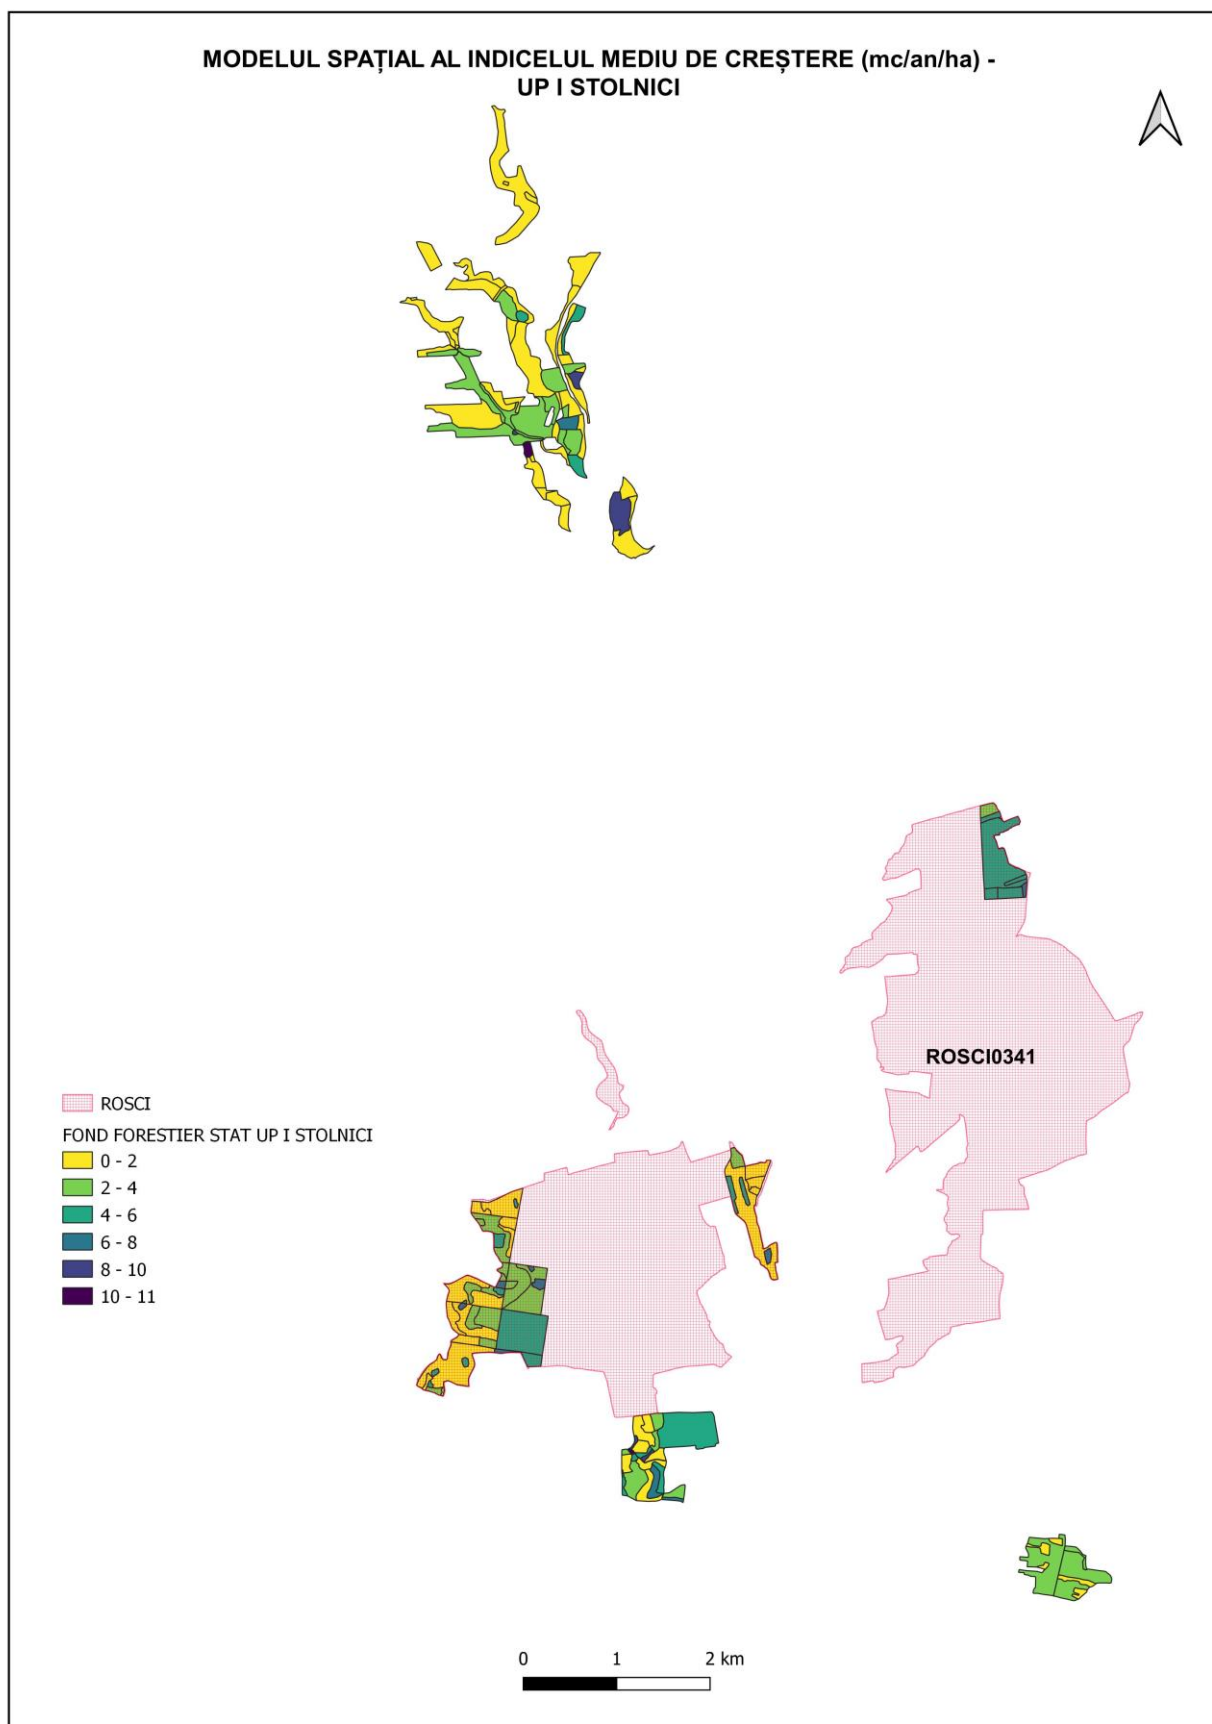 MODELUL SPAȚIAL AL INDICELUL MEDIU DE CREȘTERE (mc/an/ha) -
UP I STOLNICI
ROSCI0341
ROSCI
FOND FORESTIER STAT UP I STOLNICI
0 - 2
2 - 4
4 - 6
6 - 8
8 - 10
10 - 11
0 1 2 km